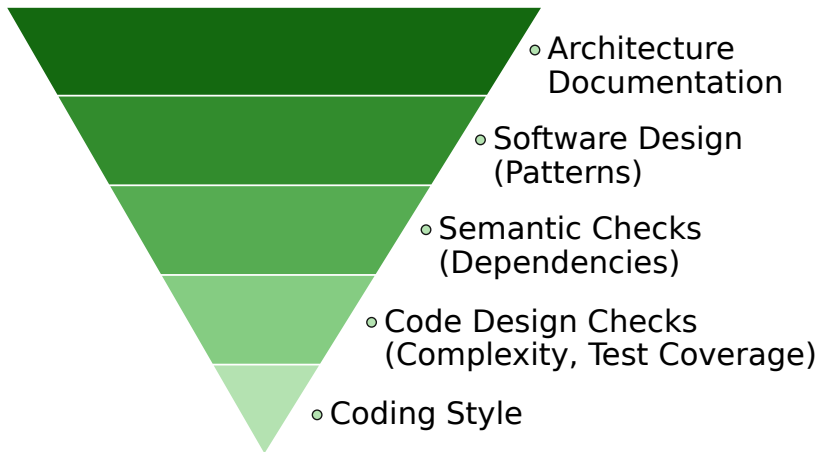 Architecture
Documentation
Software Design
(Patterns)
Semantic Checks
(Dependencies)
Code Design Checks
(Complexity, Test Coverage)
Coding Style